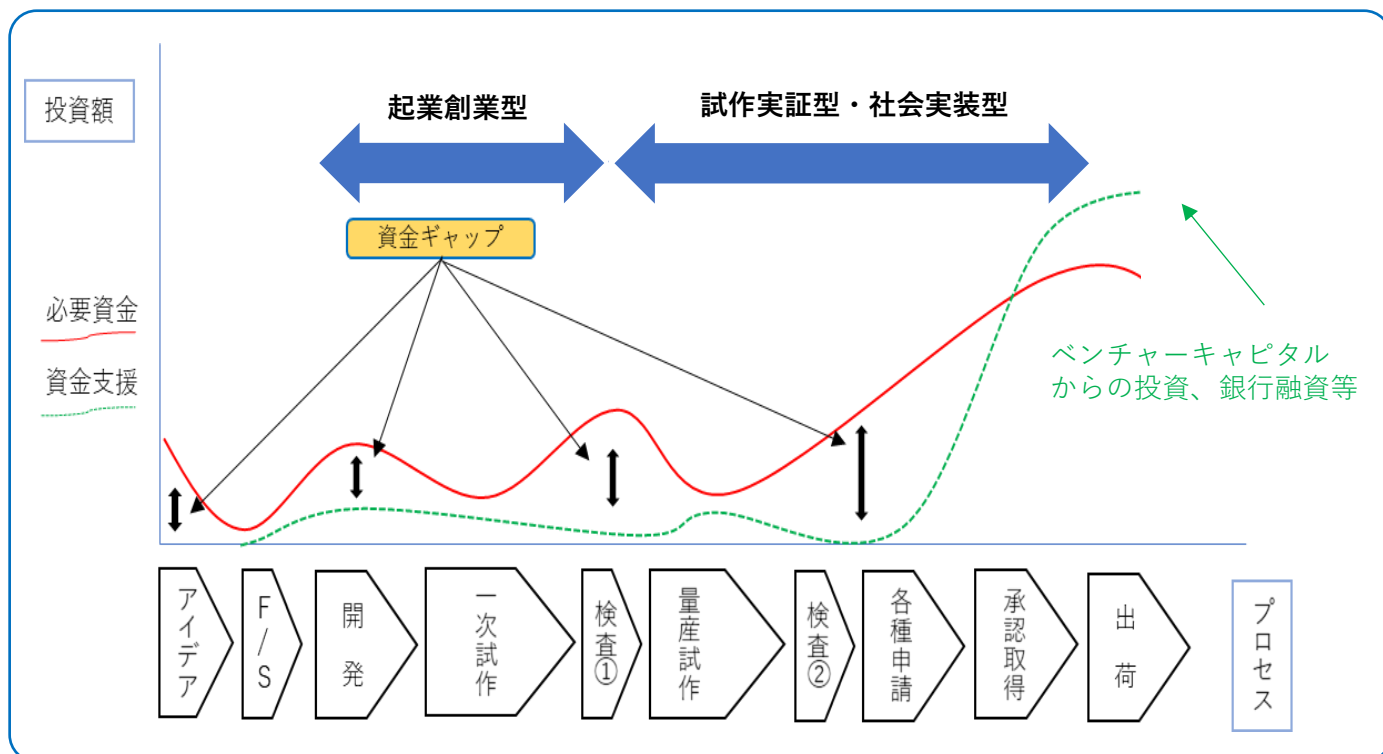 投資額
起業創業型
試作実証型・社会実装型
資金ギャップ
必要資金
資金支援
ベンチャーキャピタル
からの投資、銀行融資等
アイデア
F/S
開発
一次試作
検査①
量産試作
検査②
各種申請
承認取得
出荷
プロセス